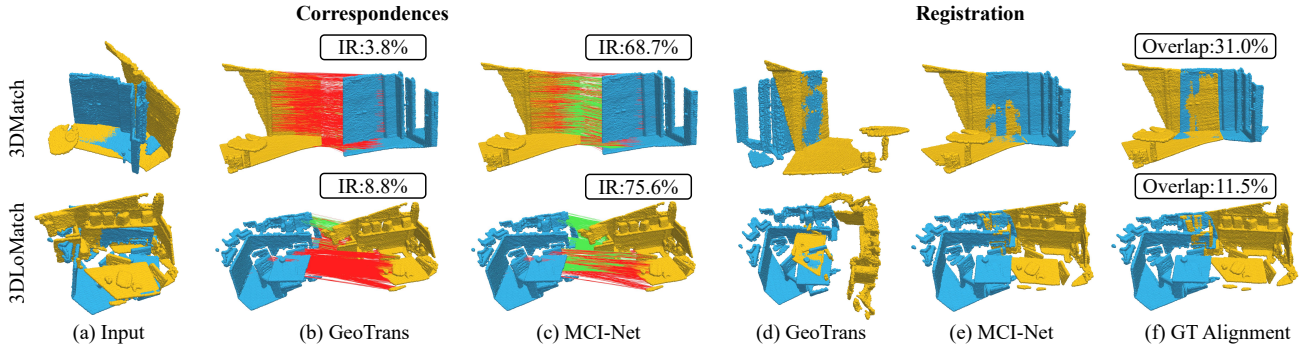 Correspondences
Registration
3DMatch
IR:3.8%
IR:68.7%
Overlap:31.0%
3DLoMatch
IR:8.8%
IR:75.6%
Overlap:11.5%
(a) Input
(b) GeoTrans
(c) MCI-Net
(d) GeoTrans
(e) MCI-Net
(f) GT Alignment